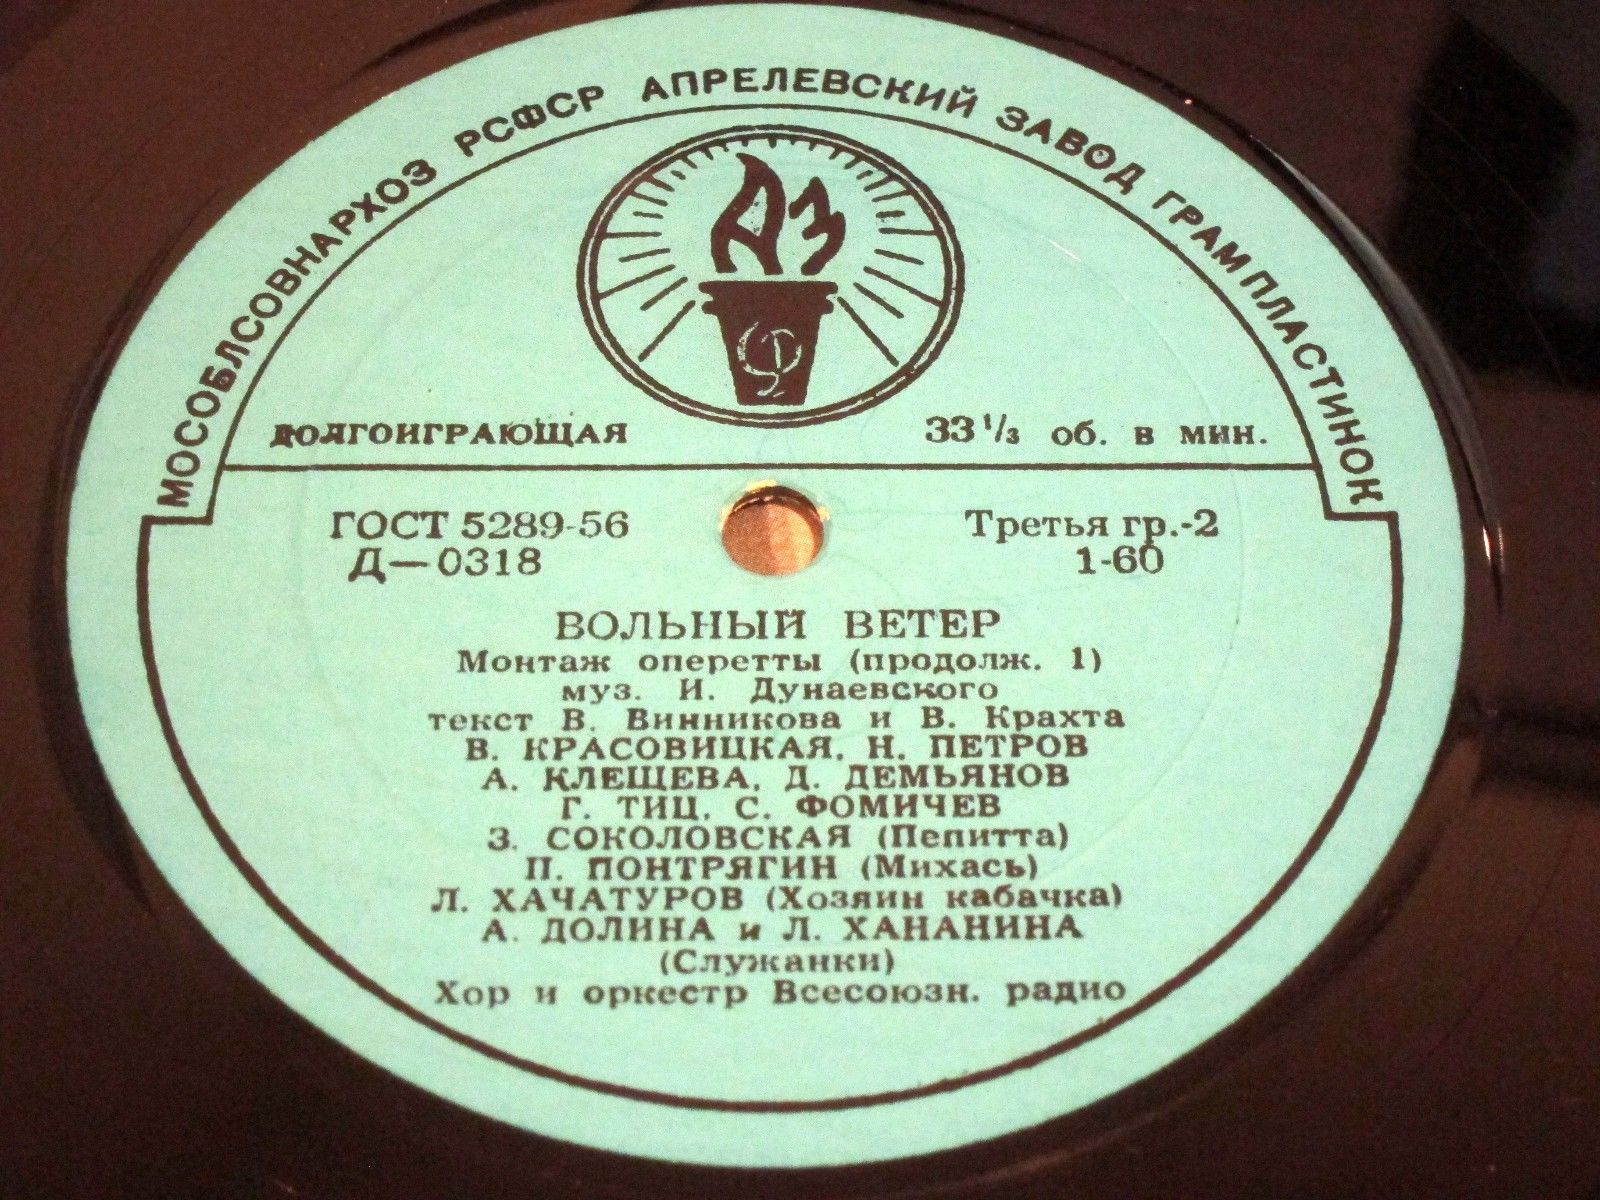 МОСОБЛСОВНАРХОЗ РСФСР АПРЕЛЕВСКИЙ ЗАВОД ГРАМПЛАСТИНОК
АЗ
ДОЛГОИГРАЮЩАЯ 33 1/3 об. в мин.
ГОСТ 5289-56 Третья гр.-2
Д—0318 1-60
ВОЛЬНЫЙ ВЕТЕР
Монтаж оперетты (продолж. 1)
муз. И. Дунаевского
текст В. Винникова и В. Крахта
В. КРАСОВИЦКАЯ, Н. ПЕТРОВ
А. КЛЕЩЕВА, Д. ДЕМЬЯНОВ
Г. ТИЦ, С. ФОМИЧЕВ
З. СОКОЛОВСКАЯ (Пепитта)
П. ПОНТРЯГИН (Михась)
Л. ХАЧАТУРОВ (Хозяин кабачка)
А. ДОЛИНА и Л. ХАНАНИНА
(Служанки)
Хор и оркестр Всесоюзн. радио